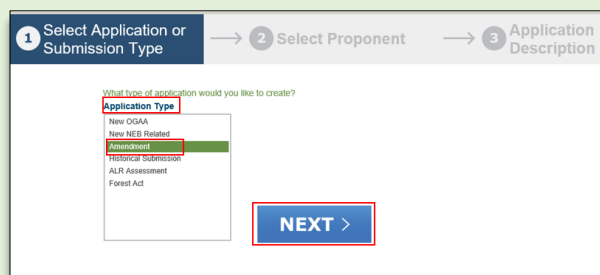 1 Select Application or
Submission Type
2 Select Proponent
3 Application
Description
What type of application would you like to create?
Application Type
New OGAA
New NEB Related
Amendment
Historical Submission
ALR Assessment
Forest Act
NEXT >